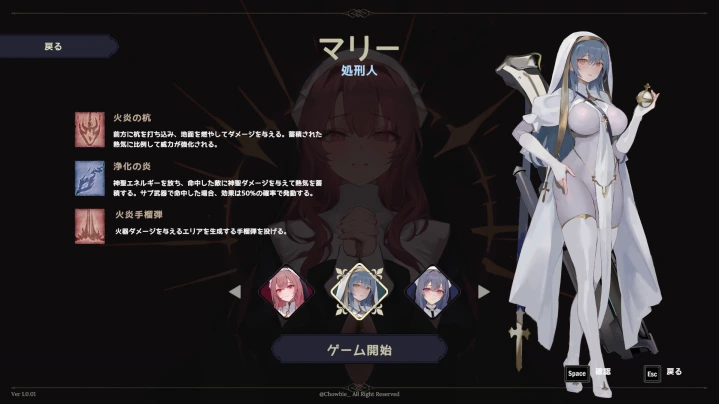 戻る
マリー
処刑人
火炎の杭
前方に杭を打ち込み、地面を燃やしてダメージを与える。蓄積された
熱気に比例して威力が強化される。
浄化の炎
神聖エネルギーを放ち、命中した敵に神聖ダメージを与えて熱気を蓄
積する。サブ武器で命中した場合、効果は50%の確率で発動する。
火炎手榴弾
火器ダメージを与えるエリアを生成する手榴弾を投げる。
ゲーム開始
Space 確認 Esc 戻る
Ver 1.0.01
@Chowbie_ All Right Reserved